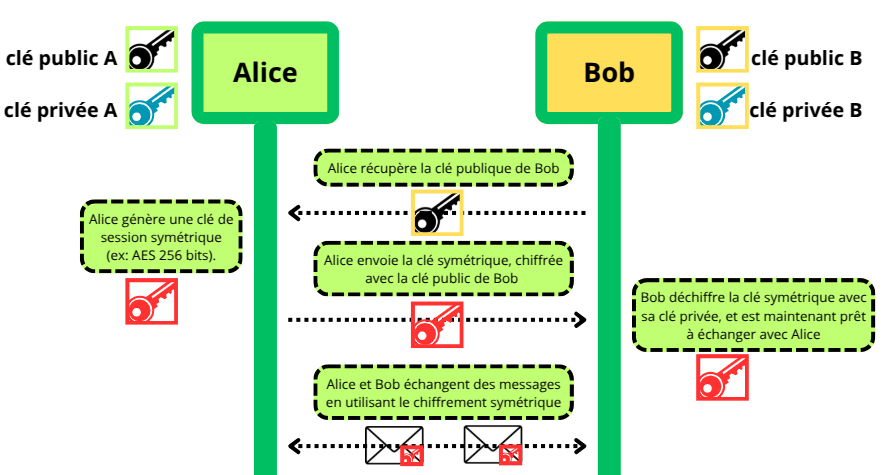 clé public A
Alice
Bob
clé public B
clé privée A
clé privée B
Alice récupère la clé publique de Bob
Alice génère une clé de
session symétrique
(ex: AES 256 bits).
Alice envoie la clé symétrique, chiffrée
avec la clé public de Bob
Bob déchiffre la clé symétrique avec
sa clé privée, et est maintenant prêt
à échanger avec Alice
Alice et Bob échangent des messages
en utilisant le chiffrement symétrique